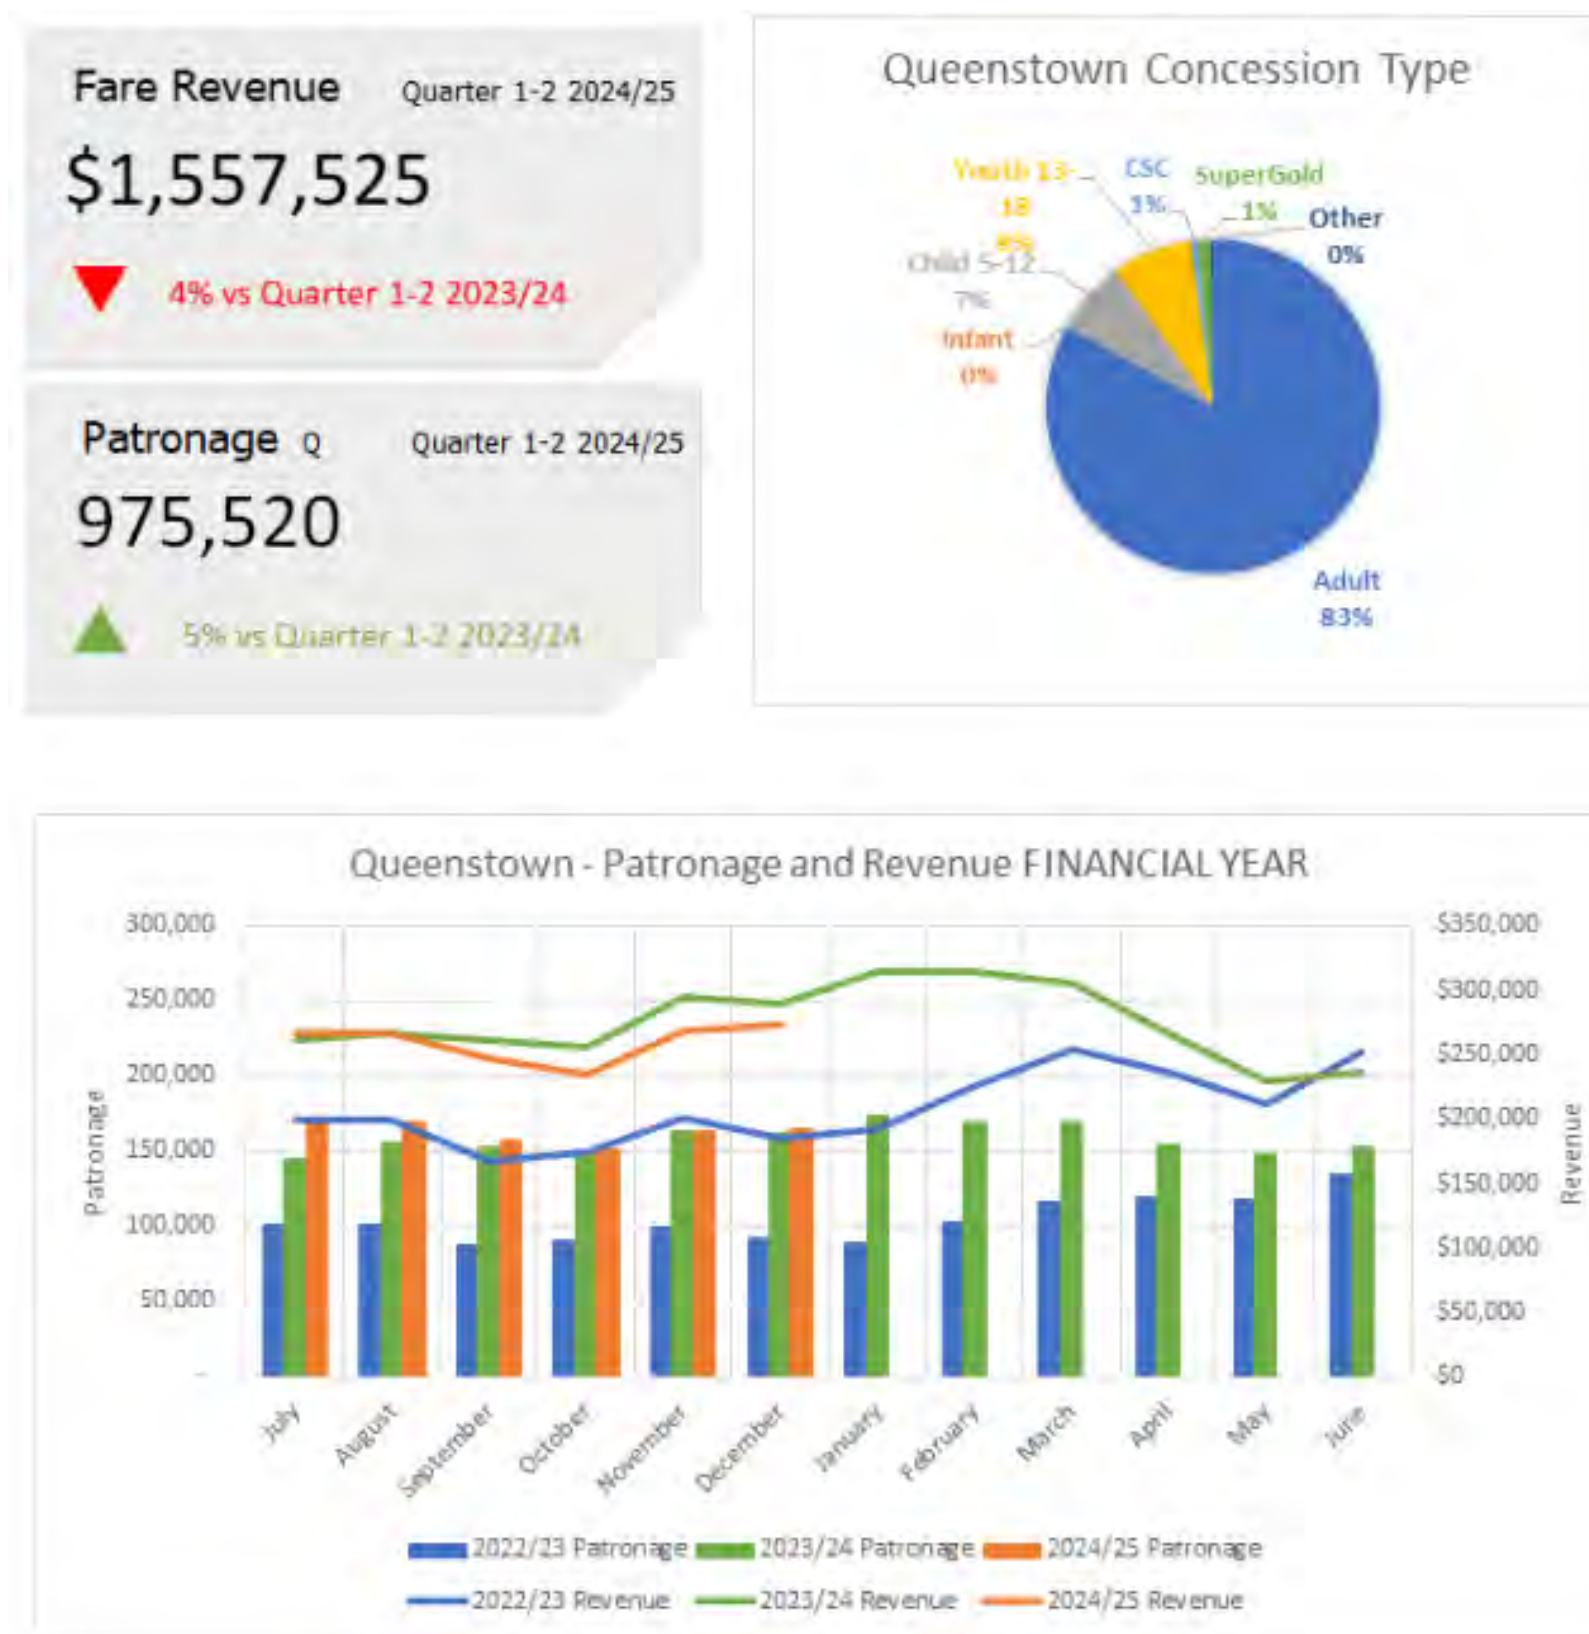 Fare Revenue Quarter 1-2 2024/25
$1,557,525
4% vs Quarter 1-2 2023/24
Patronage Q Quarter 1-2 2024/25
975,520
5% vs Quarter 1-2 2023/24
Queenstown Concession Type
Youth 13-
18
8%
CSC
1%
SuperGold
1%
Other
0%
Child 5-12
7%
Infant
0%
Adult
83%
Queenstown - Patronage and Revenue FINANCIAL YEAR
300,000
250,000
200,000
150,000
100,000
50,000
-
Patronage
$350,000
$300,000
$250,000
$200,000
$150,000
$100,000
$50,000
$0
Revenue
July
August
September
October
November
December
January
February
March
April
May
June
2022/23 Patronage 2023/24 Patronage 2024/25 Patronage
2022/23 Revenue 2023/24 Revenue 2024/25 Revenue